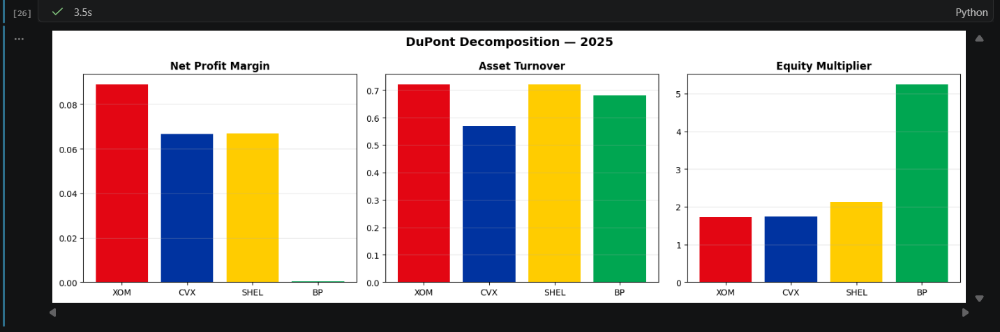 [26] 3.5s Python
...
DuPont Decomposition — 2025
Net Profit Margin
0.08
0.06
0.04
0.02
0.00
XOM CVX SHEL BP
Asset Turnover
0.7
0.6
0.5
0.4
0.3
0.2
0.1
0.0
XOM CVX SHEL BP
Equity Multiplier
5
4
3
2
1
0
XOM CVX SHEL BP